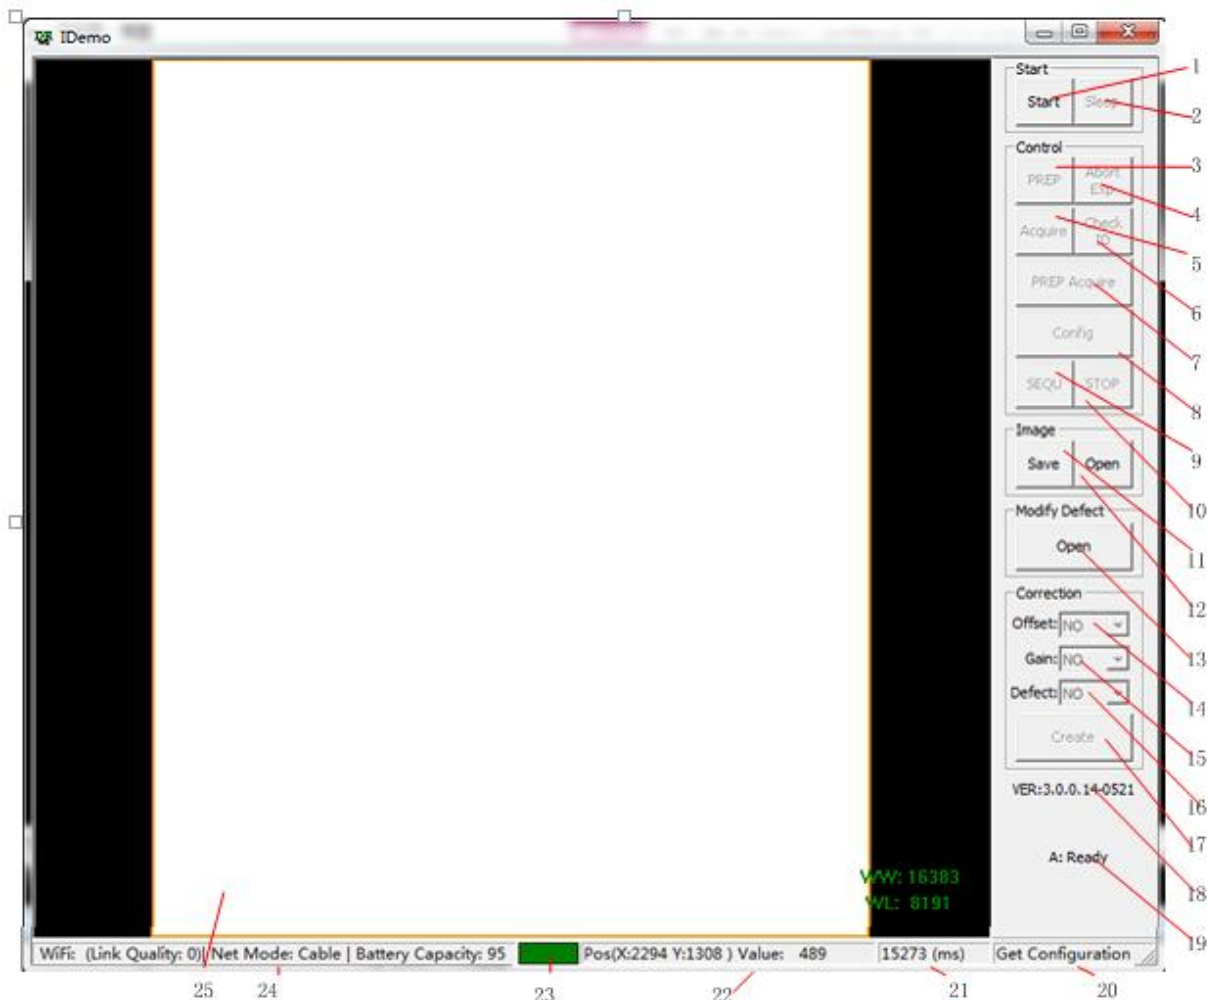 IDemo
Start
Start Sleep
1
2
Control
PREP Abort Exp
3
4
Acquire Check IO
5
PREP Acquire
6
Config
7
SEQU STOP
8
Image
Save Open
9
10
Modify Defect
Open
11
Correction
12
Offset: NO
Gain: NO
13
Defect: NO
14
Create
15
VER:3.0.0.14-0521
16
17
A: Ready
WW: 16383
WL: 8191
18
19
WiFi: (Link Quality: 0)| Net Mode: Cable | Battery Capacity: 95 Pos(X:2294 Y:1308 ) Value: 489 15273 (ms) Get Configuration
25 24 23 22 21 20